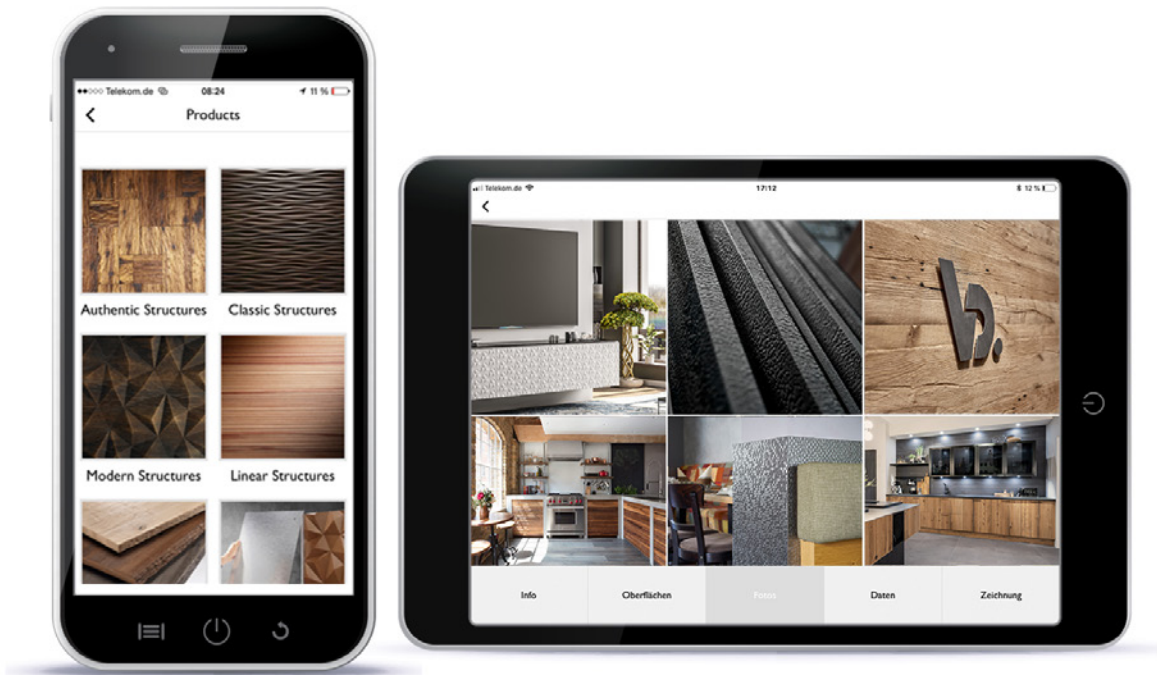 Telekom.de 08:24 11 %
Products
Authentic Structures Classic Structures
Modern Structures Linear Structures
Telekom.de 17:12 12 %
b.
Info Oberflächen Fotos Daten Zeichnung